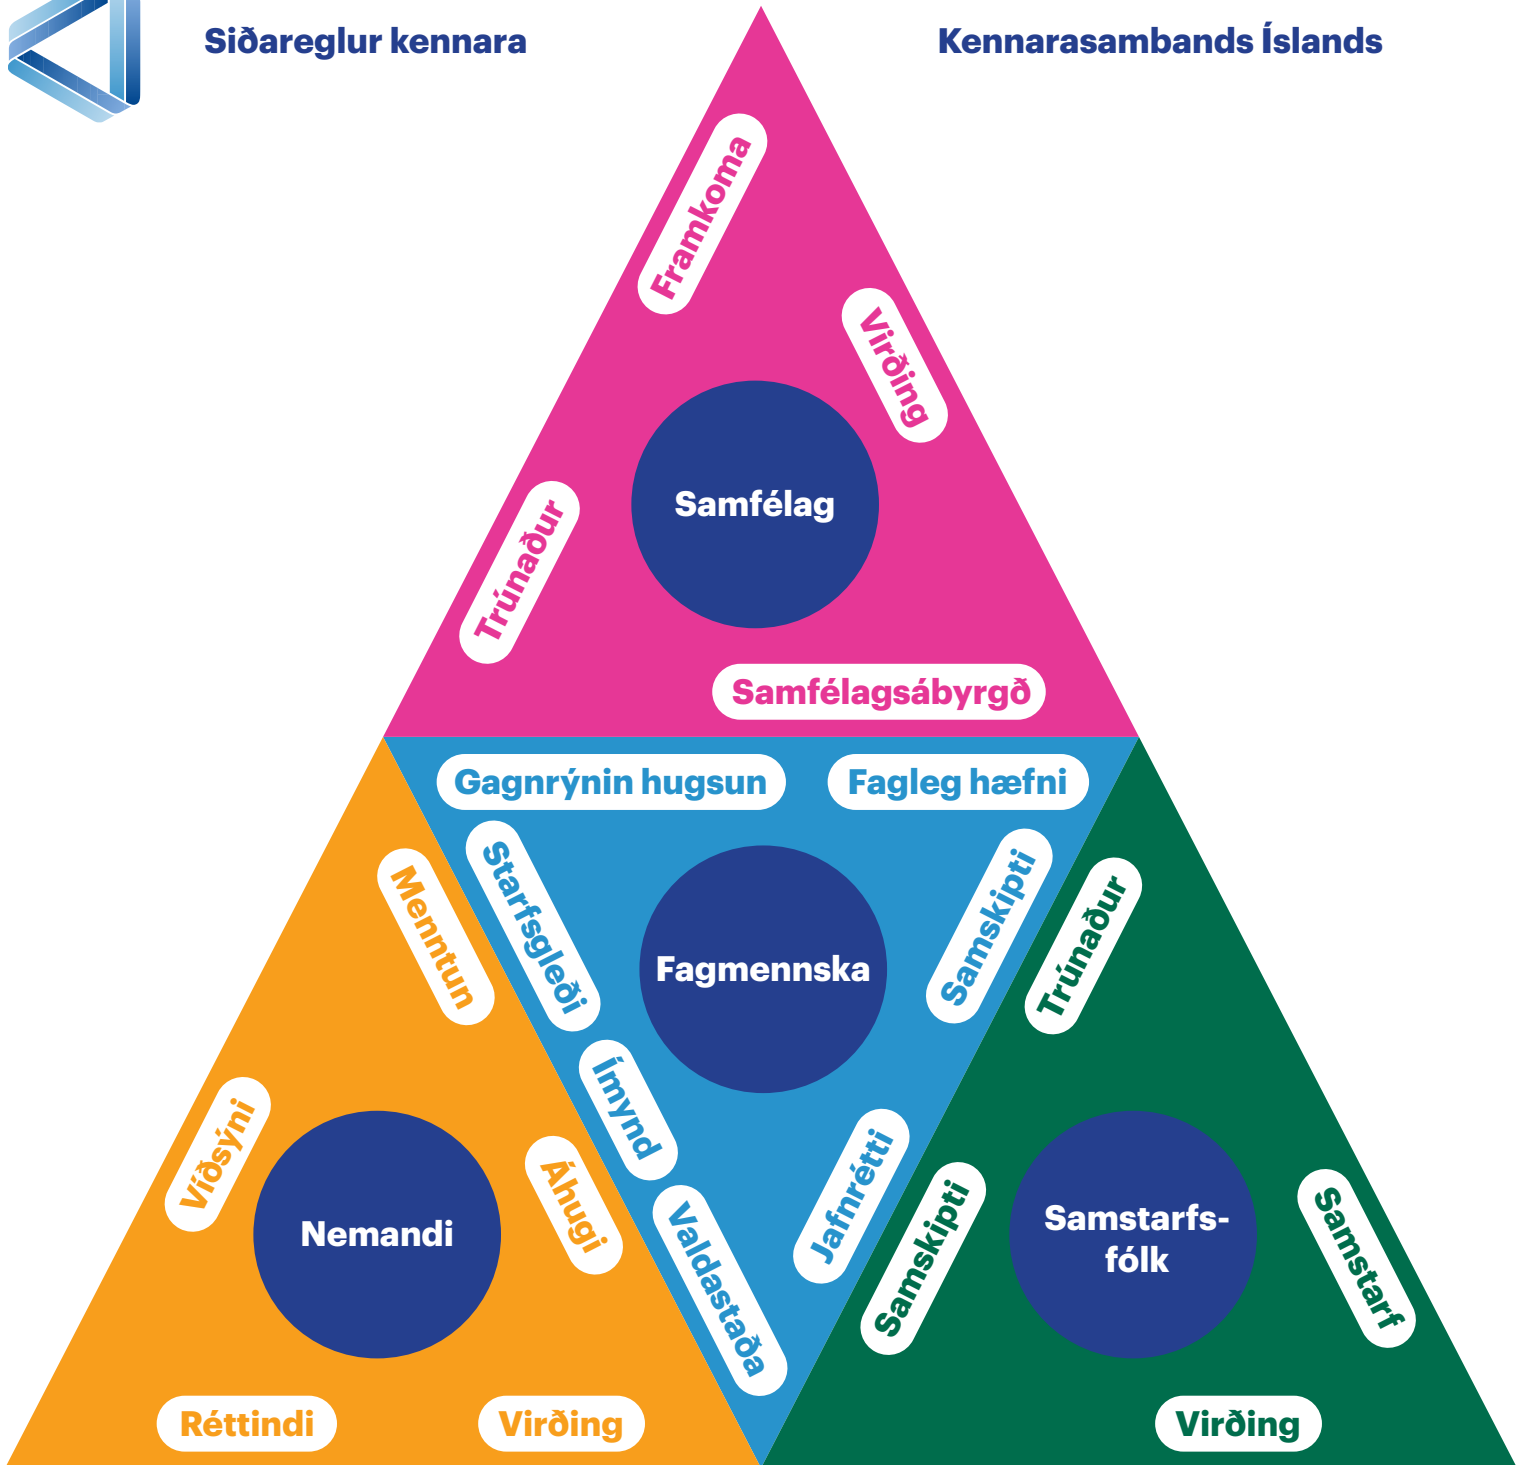 Siðareglur kennara
Kennarasambands Íslands
Framkoma
Virðing
Samfélag
Trúnaður
Samfélagsábyrgð
Gagnrýnin hugsun
Fagleg hæfni
Starfsgleði
Samskipti
Fagmennska
Ímynd
Jafnrétti
Valdastaða
Menntun
Víðsýni
Áhugi
Nemandi
Réttindi
Virðing
Trúnaður
Samskipti
Samstarfs-
fólk
Samstarf
Virðing